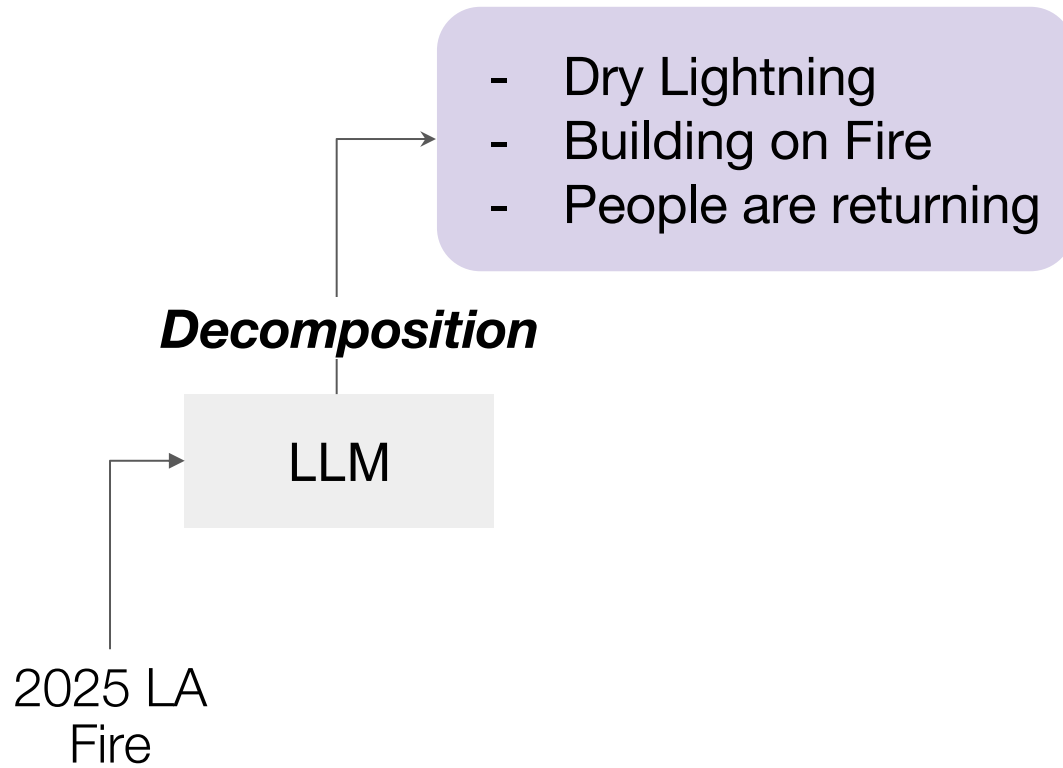 - Dry Lightning
- Building on Fire
- People are returning
Decomposition
LLM
2025 LA
Fire